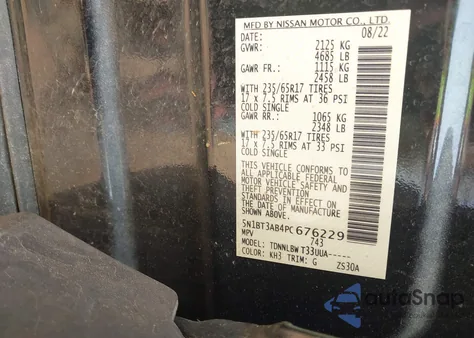 MFD BY NISSAN MOTOR CO., LTD.
DATE: 08/22
GVWR: 2125 KG
4685 LB
GAWR FR.: 1115 KG
2458 LB
WITH 235/65R17 TIRES
17 x 7.5 RIMS AT 36 PSI
COLD SINGLE
GAWR RR.: 1065 KG
2348 LB
WITH 235/65R17 TIRES
17 x 7.5 RIMS AT 33 PSI
COLD SINGLE
THIS VEHICLE CONFORMS TO
ALL APPLICABLE FEDERAL
MOTOR VEHICLE SAFETY AND
THEFT PREVENTION
STANDARDS IN EFFECT ON
THE DATE OF MANUFACTURE
SHOWN ABOVE.
5N1BT3AB4PC676229
MPV 743
MODEL: TDNNLBW T33UUA-----
COLOR: KH3 TRIM: G ZS30A
autoSnap